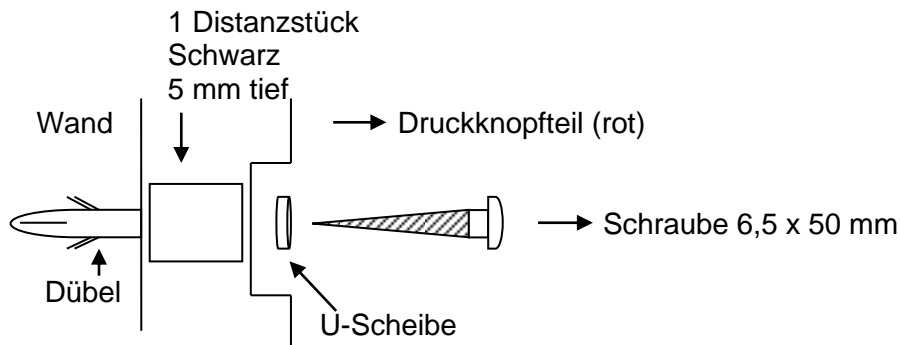 1 Distanzstück
Schwarz
5 mm tief
Wand
Druckknopfteil (rot)
Schraube 6,5 x 50 mm
Dübel
U-Scheibe